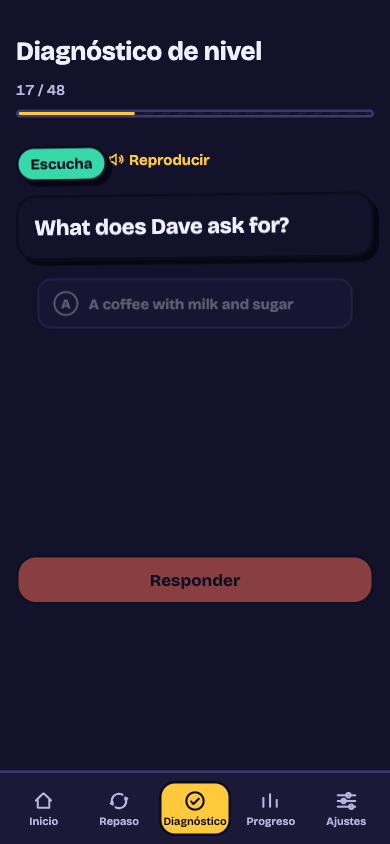 Diagnóstico de nivel
17 / 48
Escucha
Reproducir
What does Dave ask for?
A
A coffee with milk and sugar
Responder
Inicio
Repaso
Diagnóstico
Progreso
Ajustes